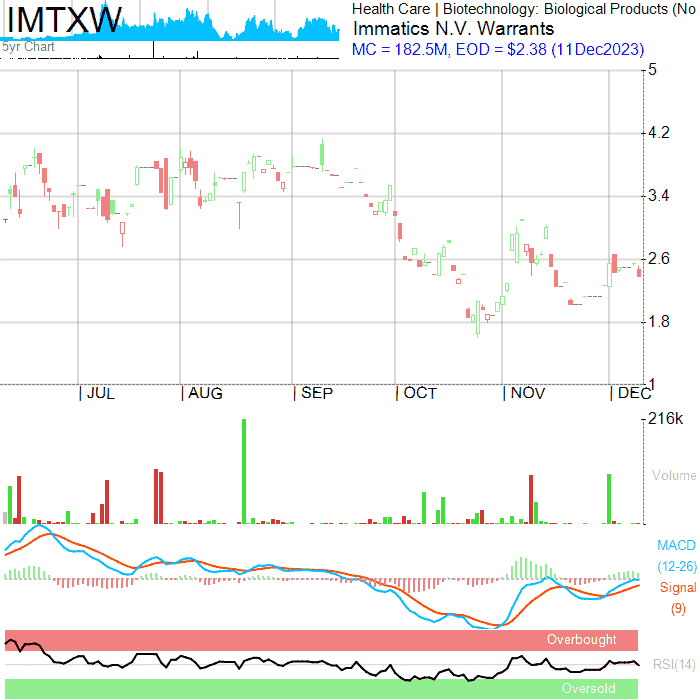 IMTXW
5yr Chart
Health Care | Biotechnology: Biological Products (No
Immatics N.V. Warrants
MC = 182.5M, EOD = $2.38 (11Dec2023)
5
4.2
3.4
2.6
1.8
1
| JUL | AUG | SEP | OCT | NOV | DEC
216k
Volume
MACD
(12-26)
Signal
(9)
Overbought
RSI(14)
Oversold